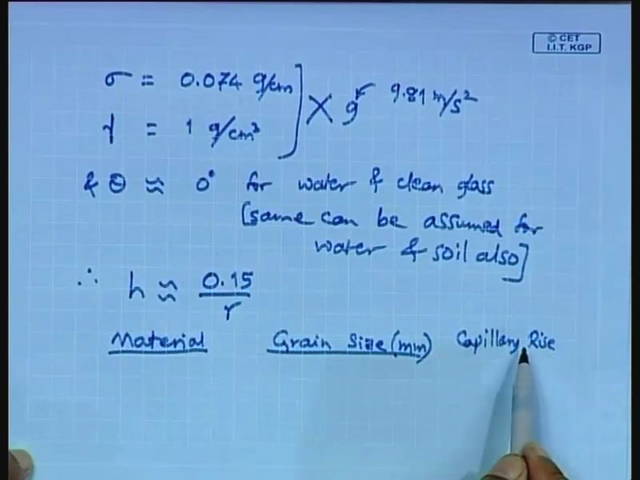 © CET
I.I.T. KGP
σ = 0.074 g/cm
γ = 1 g/cm³
× g
9.81 m/s²
& θ ≈ 0° for water & clean glass
[same can be assumed for
water & soil also]
∴ h ≈ 0.15/r
Material Grain Size (mm) Capillary Rise